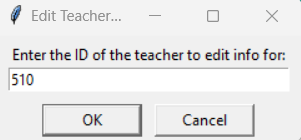 Edit Teacher...
Enter the ID of the teacher to edit info for:
510
OK
Cancel